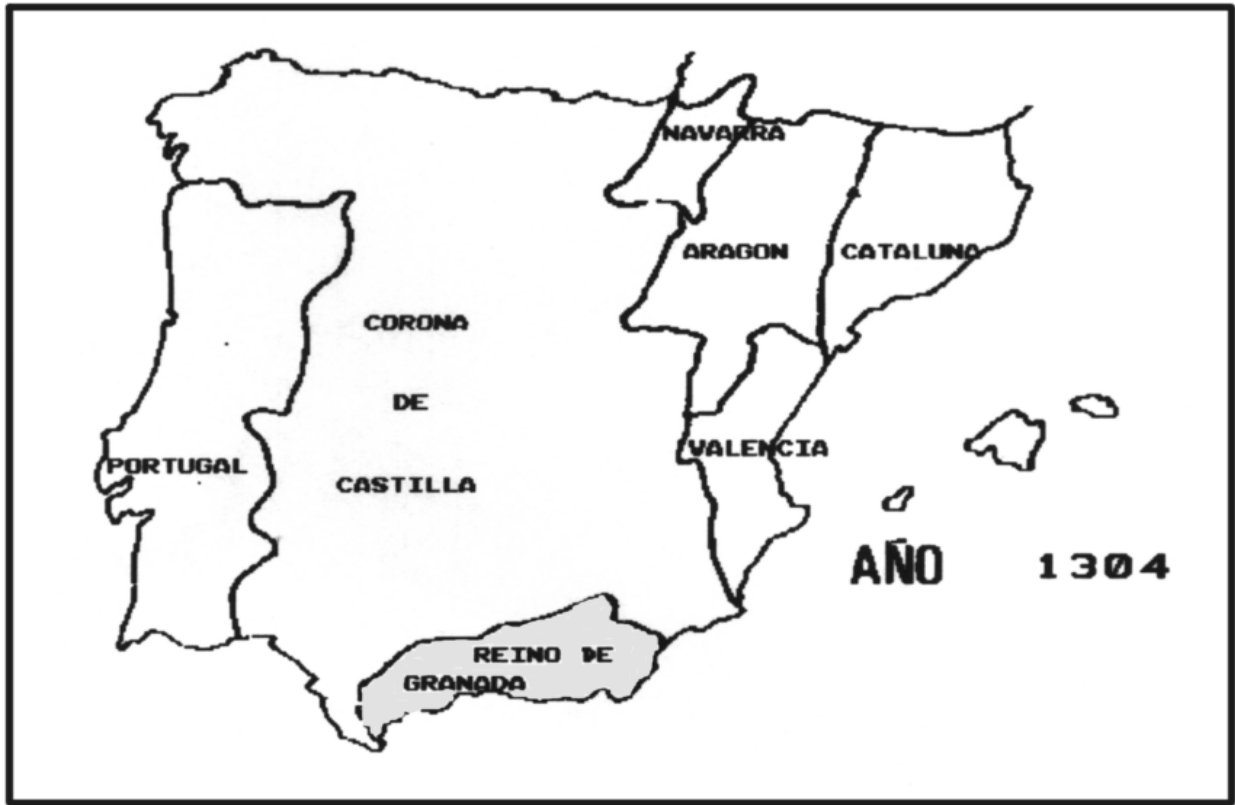 NAVARRA
ARAGON
CATALUNA
CORONA
DE
CASTILLA
PORTUGAL
VALENCIA
AÑO 1304
REINO DE
GRANADA